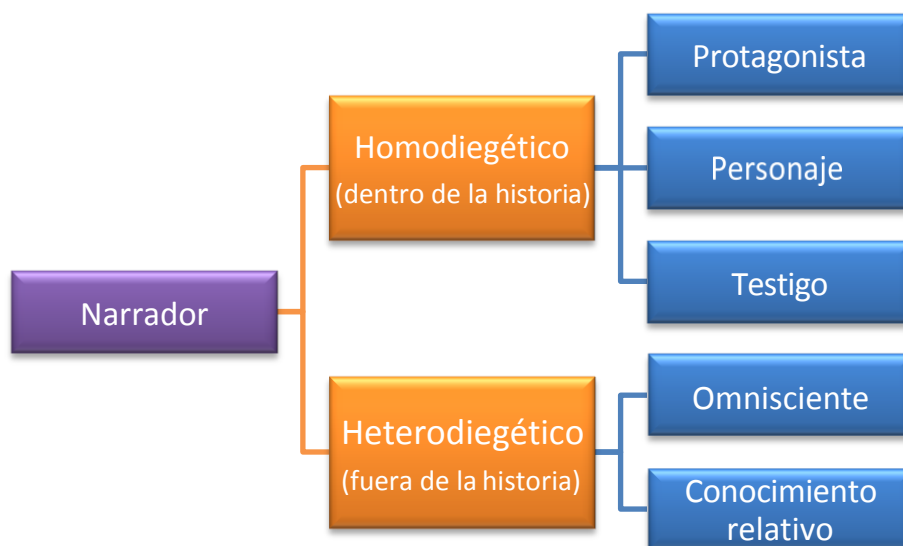 Narrador
Homodiegético
(dentro de la historia)
Protagonista
Personaje
Testigo
Heterodiegético
(fuera de la historia)
Omnisciente
Conocimiento
relativo